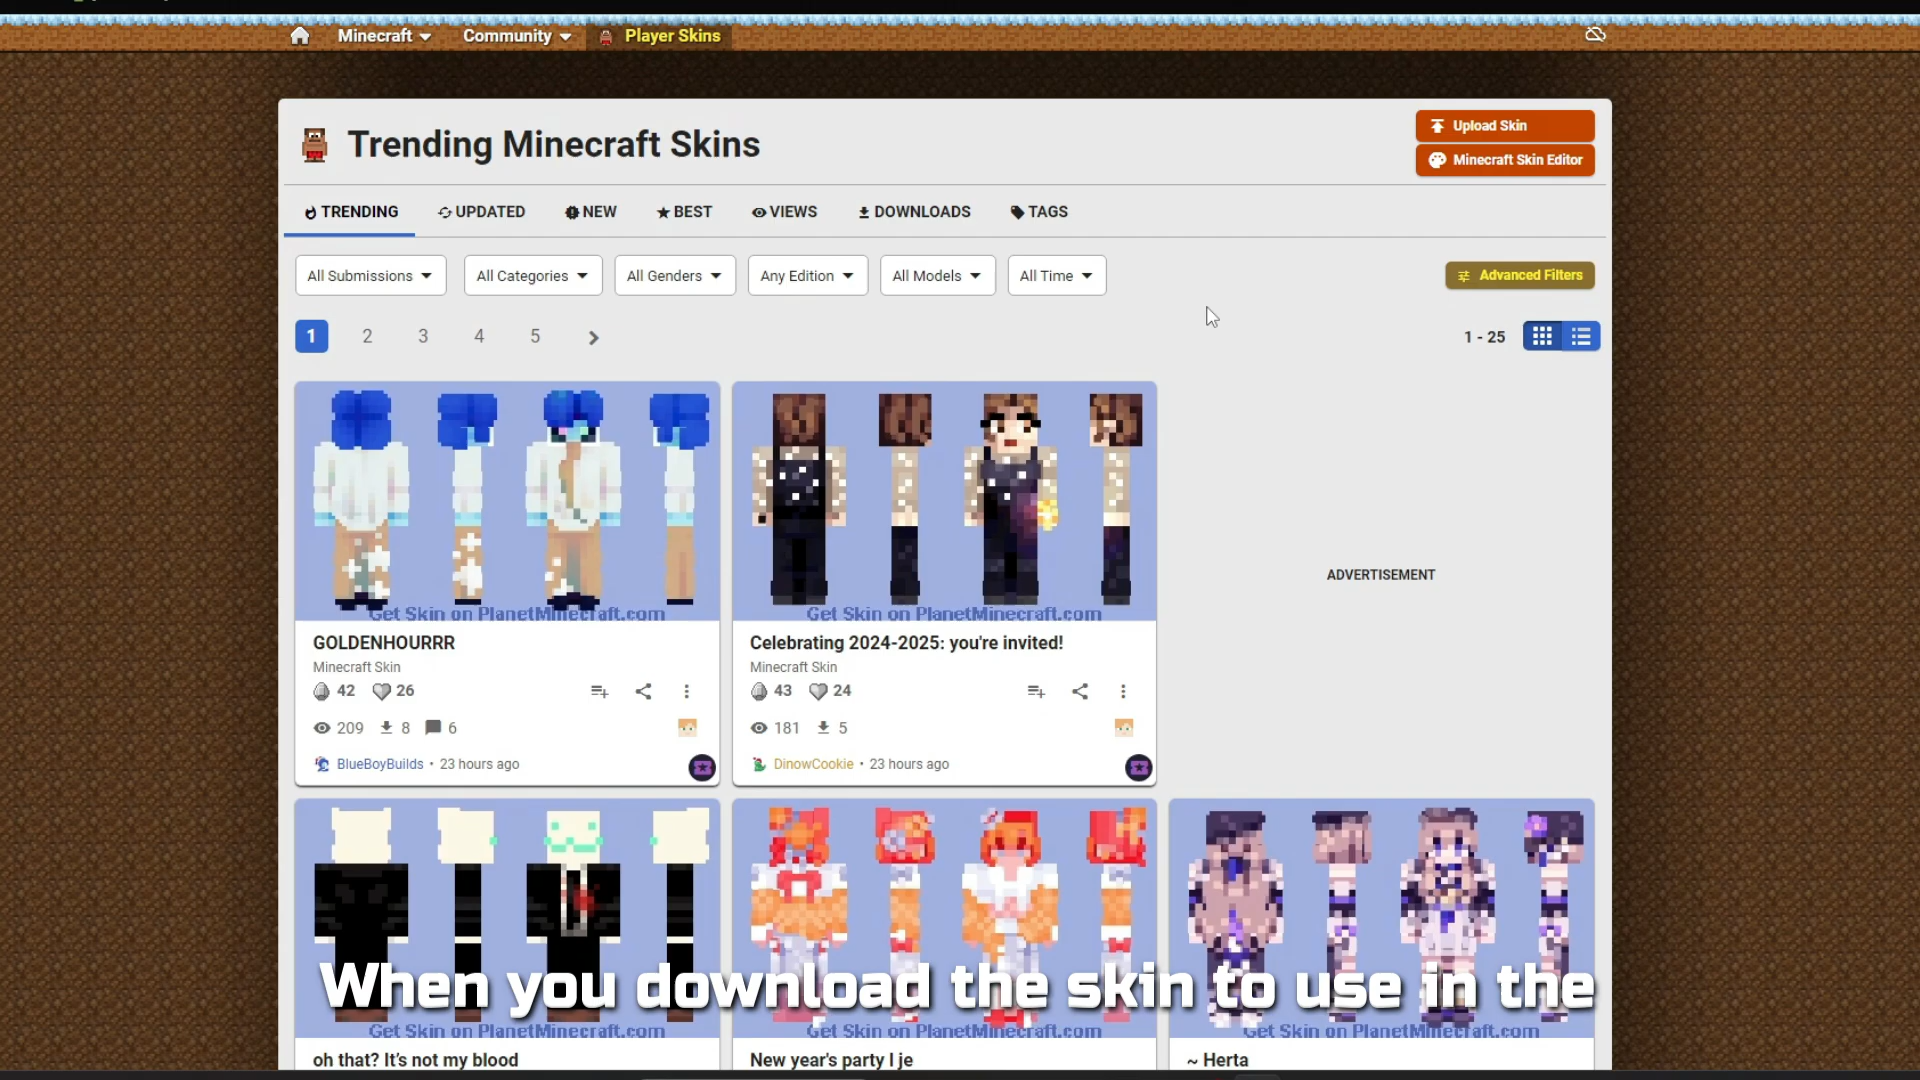 Minecraft Community Player Skins
Trending Minecraft Skins
Upload Skin
Minecraft Skin Editor
TRENDING UPDATED NEW BEST VIEWS DOWNLOADS TAGS
All Submissions All Categories All Genders Any Edition All Models All Time Advanced Filters
1 2 3 4 5 1 - 25
Get Skin on PlanetMinecraft.com
GOLDENHOURRR
Minecraft Skin
42 26
209 8 6
BlueBoyBuilds • 23 hours ago
Get Skin on PlanetMinecraft.com
Celebrating 2024-2025: you're invited!
Minecraft Skin
43 24
181 5
DinowCookie • 23 hours ago
ADVERTISEMENT
When you download the skin to use in the
Get Skin on PlanetMinecraft.com
oh that? It's not my blood
Get Skin on PlanetMinecraft.com
New year's party I je
Get Skin on PlanetMinecraft.com
~ Herta